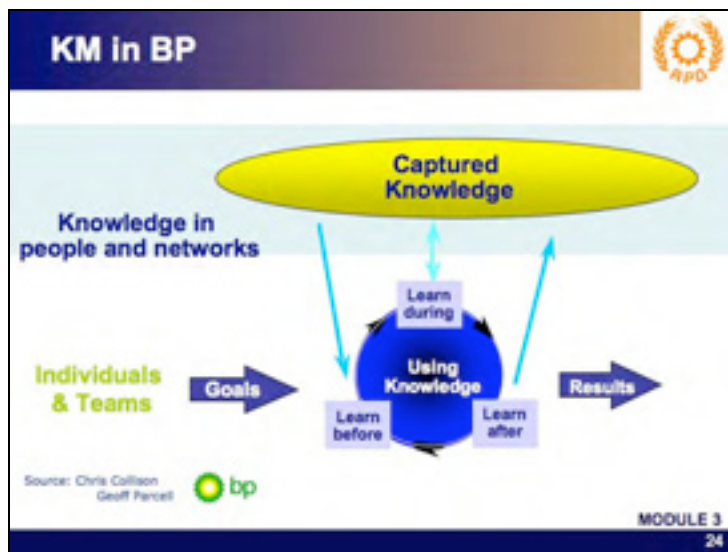 KM in BP
APO
Captured
Knowledge
Knowledge in
people and networks
Learn
during
Individuals
& Teams
Goals
Using
Knowledge
Results
Learn
before
Learn
after
Source: Chris Collison
Geoff Parcell
bp
MODULE 3
24